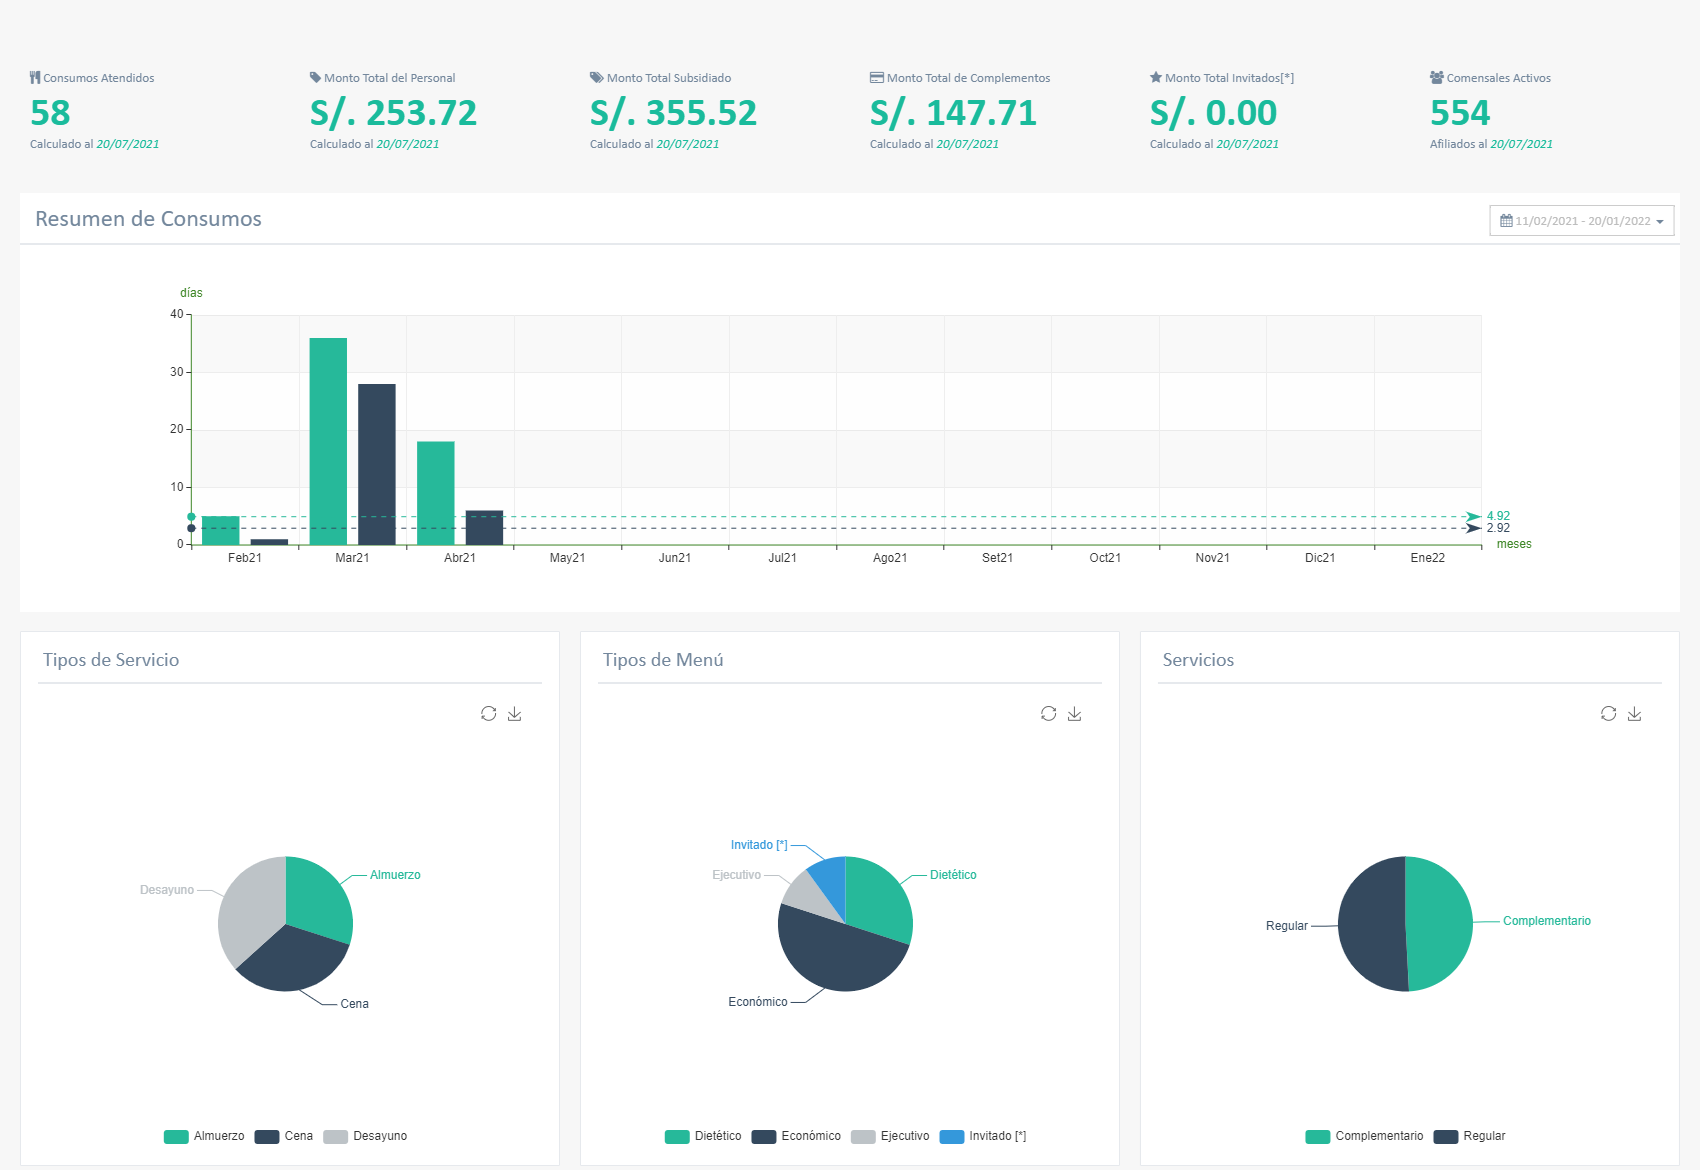 Consumos Atendidos
58
Calculado al 20/07/2021
Monto Total del Personal
S/. 253.72
Calculado al 20/07/2021
Monto Total Subsidiado
S/. 355.52
Calculado al 20/07/2021
Monto Total de Complementos
S/. 147.71
Calculado al 20/07/2021
Monto Total Invitados[*]
S/. 0.00
Calculado al 20/07/2021
Comensales Activos
554
Afiliados al 20/07/2021
Resumen de Consumos
11/02/2021 - 20/01/2022
días
40
30
20
10
0
4.92
2.92
meses
Feb21 Mar21 Abr21 May21 Jun21 Jul21 Ago21 Set21 Oct21 Nov21 Dic21 Ene22
Tipos de Servicio
Almuerzo
Desayuno
Cena
Almuerzo Cena Desayuno
Tipos de Menú
Invitado [*]
Ejecutivo
Dietético
Económico
Dietético Económico Ejecutivo Invitado [*]
Servicios
Complementario
Regular
Complementario Regular